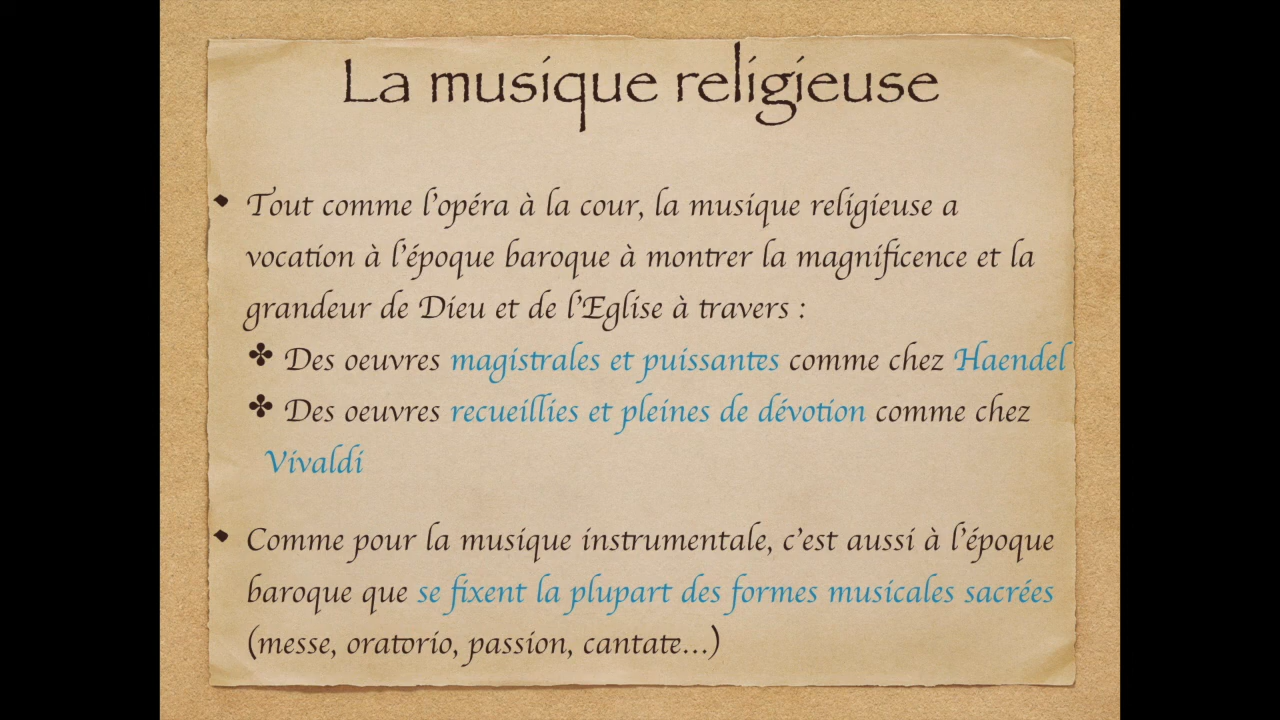 La musique religieuse
• Tout comme l'opéra à la cour, la musique religieuse a
vocation à l'époque baroque à montrer la magnificence et la
grandeur de Dieu et de l'Eglise à travers :
✤ Des oeuvres magistrales et puissantes comme chez Haendel
✤ Des oeuvres recueillies et pleines de dévotion comme chez
Vivaldi
• Comme pour la musique instrumentale, c'est aussi à l'époque
baroque que se fixent la plupart des formes musicales sacrées
(messe, oratorio, passion, cantate...)